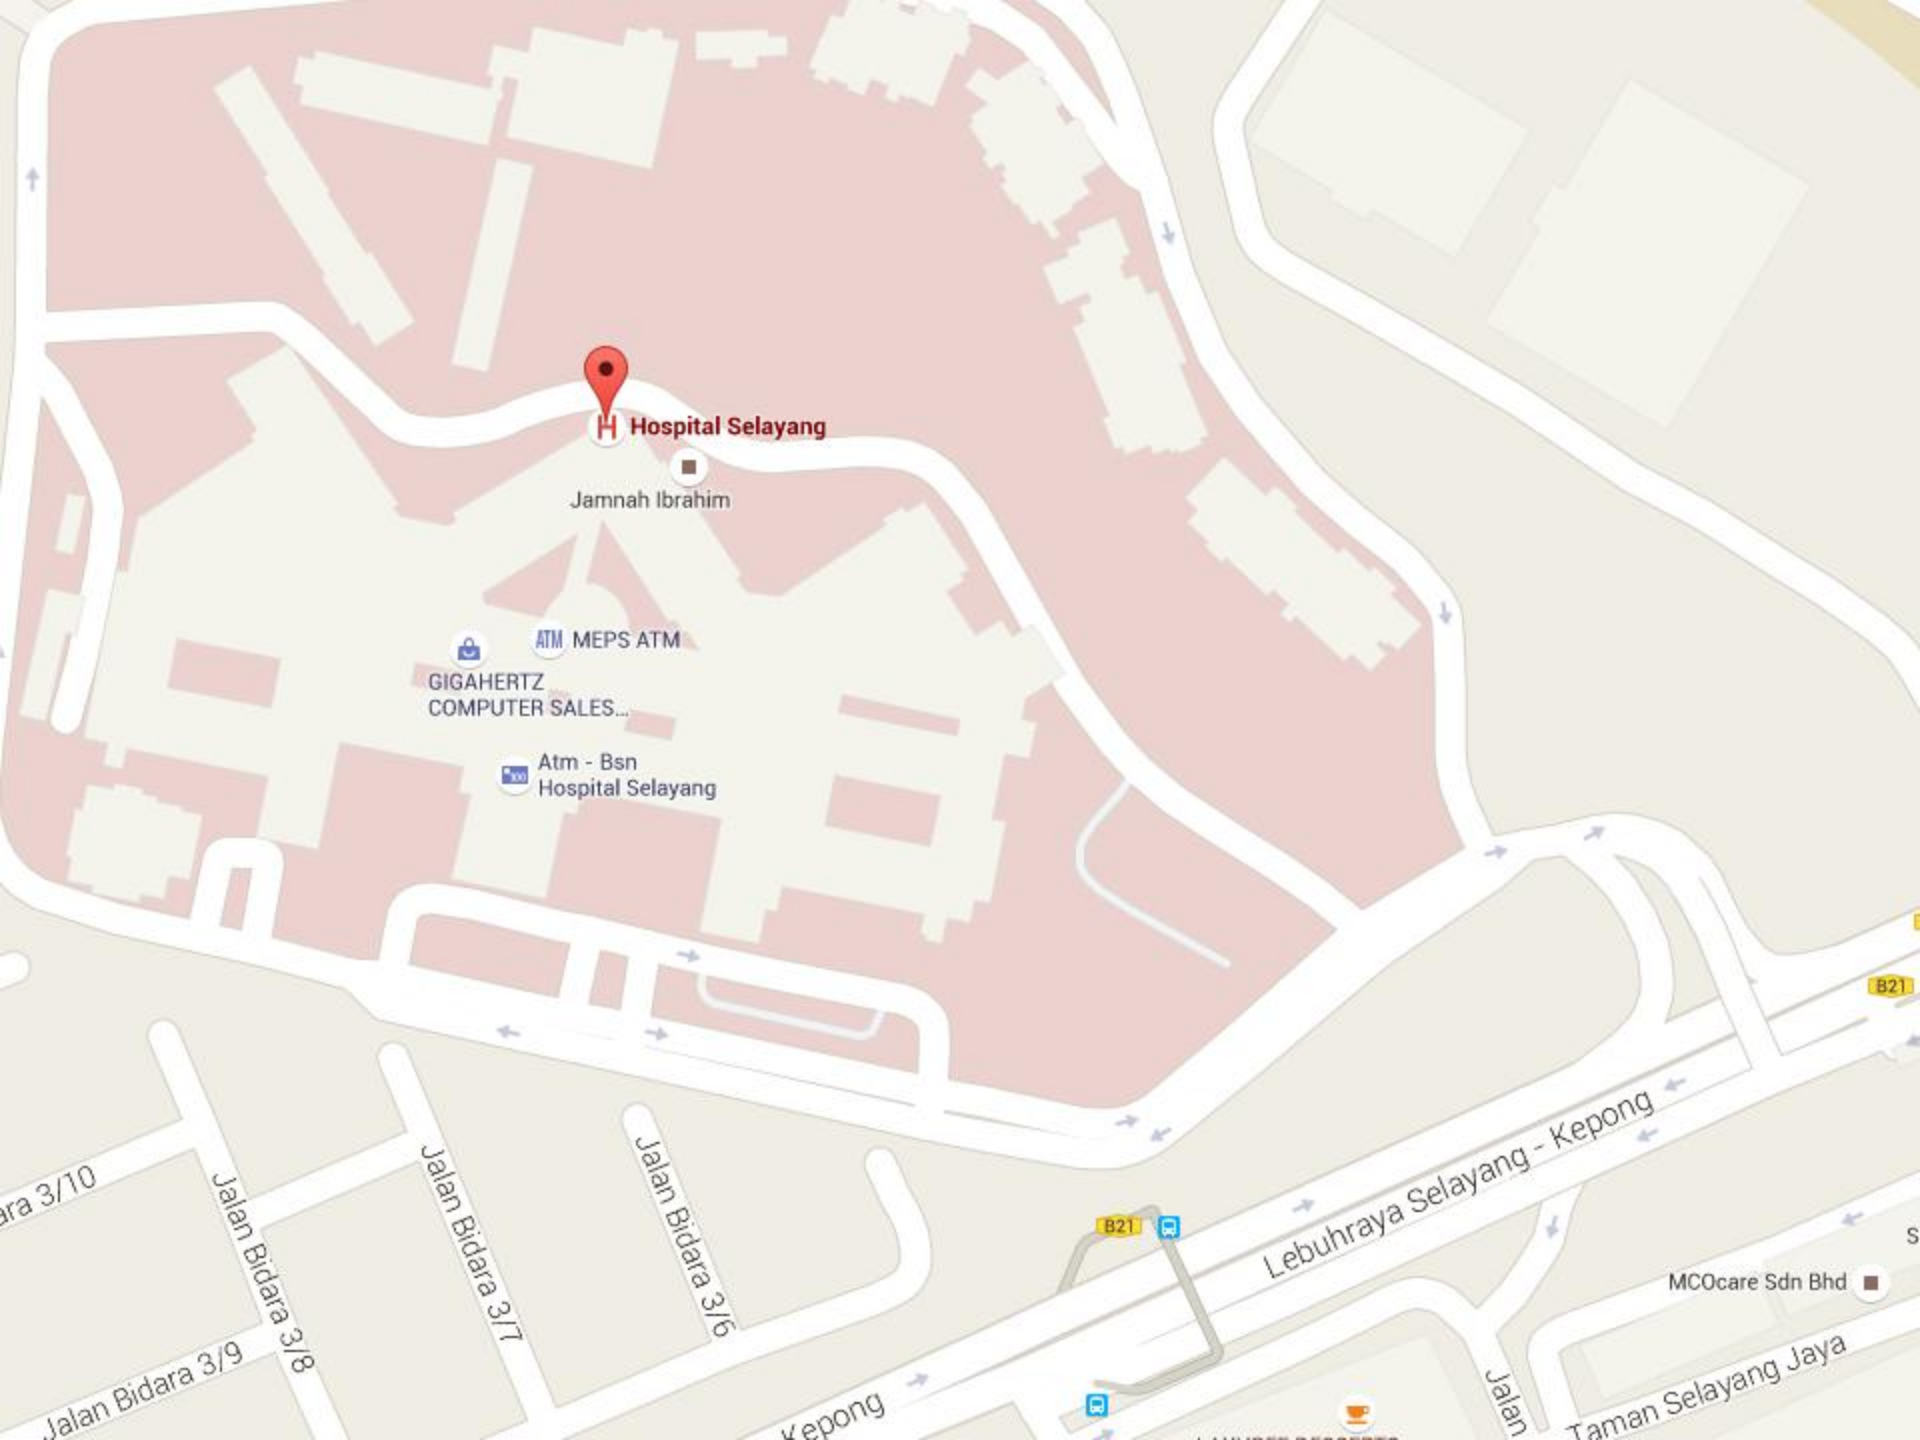 H Hospital Selayang
Jamnah Ibrahim
ATM MEPS ATM
GIGAHERTZ
COMPUTER SALES...
Atm - Bsn
Hospital Selayang
B21
Jalan Bidara 3/8
Jalan Bidara 3/7
Jalan Bidara 3/6
3/10
Jalan Bidara 3/9
B21
Lebuhraya Selayang - Kepong
MCOcare Sdn Bhd
Kepong
Jalan
Taman Selayang Jaya